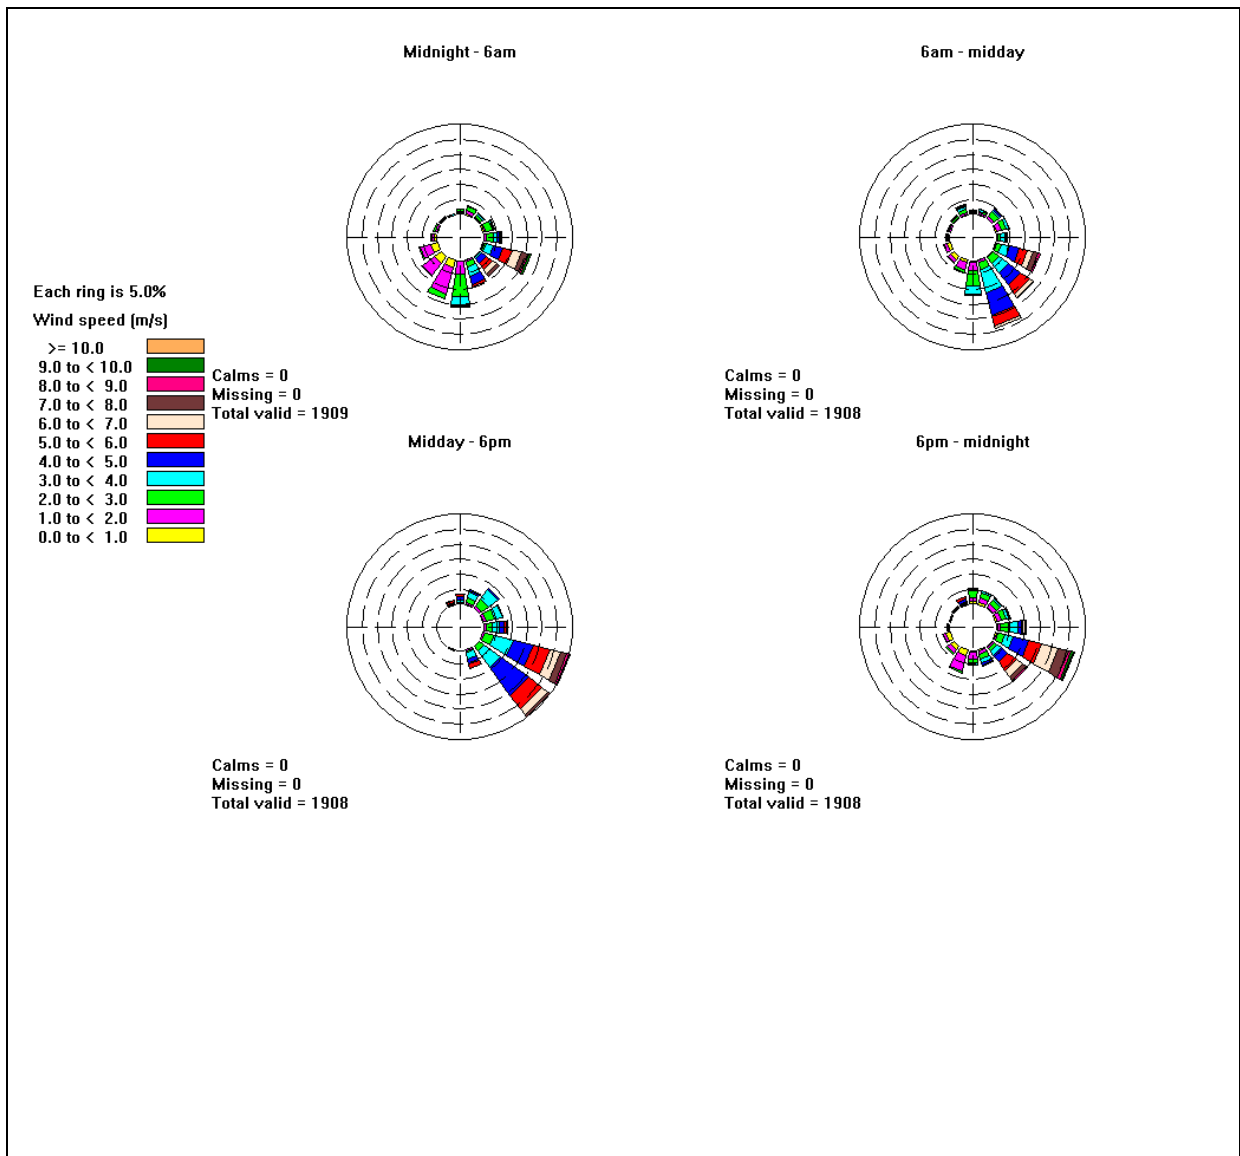 Midnight - 6am
6am - midday
Each ring is 5.0%
Wind speed (m/s)
>= 10.0
9.0 to < 10.0
8.0 to < 9.0
7.0 to < 8.0
6.0 to < 7.0
5.0 to < 6.0
4.0 to < 5.0
3.0 to < 4.0
2.0 to < 3.0
1.0 to < 2.0
0.0 to < 1.0
Calms = 0
Missing = 0
Total valid = 1909
Calms = 0
Missing = 0
Total valid = 1908
Midday - 6pm
6pm - midnight
Calms = 0
Missing = 0
Total valid = 1908
Calms = 0
Missing = 0
Total valid = 1908